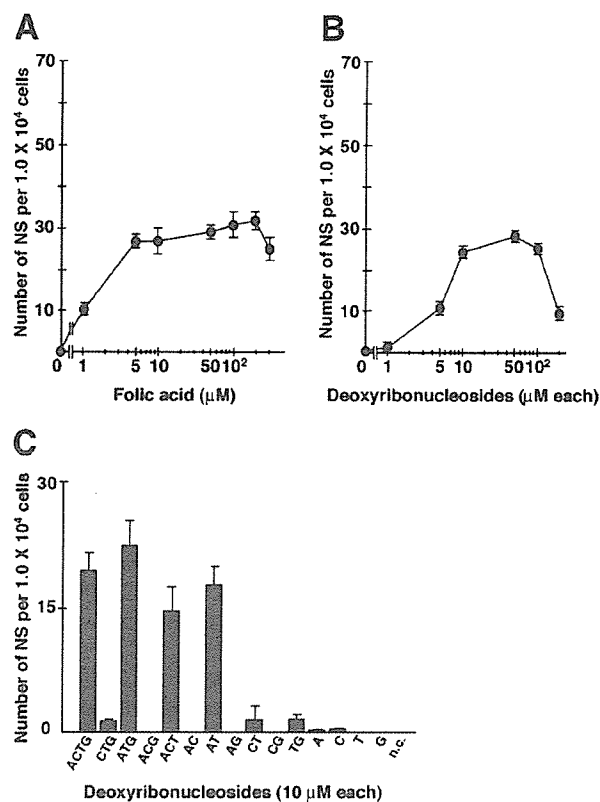 A
Number of NS per 1.0 X 10⁴ cells
70
50
30
10
0 1 5 10 50 10²
Folic acid (µM)
B
Number of NS per 1.0 X 10⁴ cells
70
50
30
10
0 1 5 10 50 10²
Deoxyribonucleosides (µM each)
C
Number of NS per 1.0 X 10⁴ cells
30
15
0
ACTG CTG ATG ACG ACT AC AT AG CT CG TG A C T G n.c.
Deoxyribonucleosides (10 µM each)